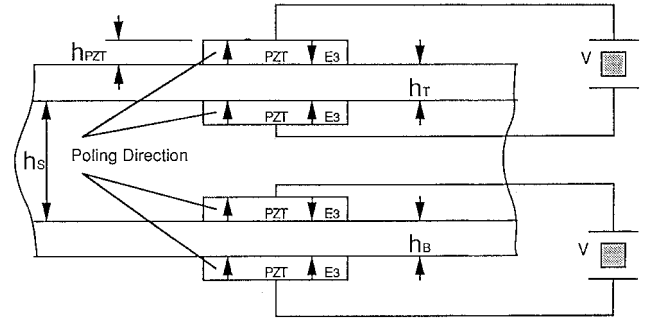 hPZT
PZT E3 V
hT
PZT E3
hS Poling Direction
PZT E3
hB V
PZT E3